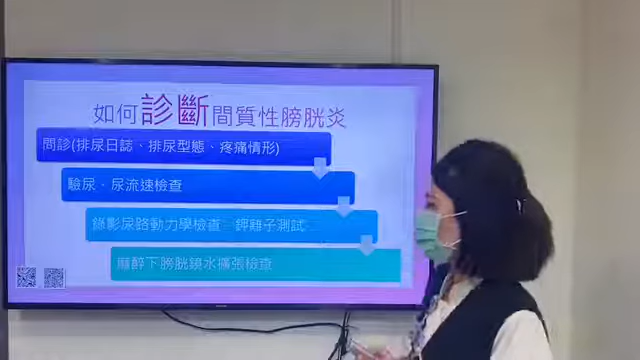 如何診斷間質性膀胱炎
問診(排尿日誌、排尿型態、疼痛情形)
驗尿、尿流速檢查
錄影尿路動力學檢查、鉀離子測試
麻醉下膀胱鏡水擴張檢查